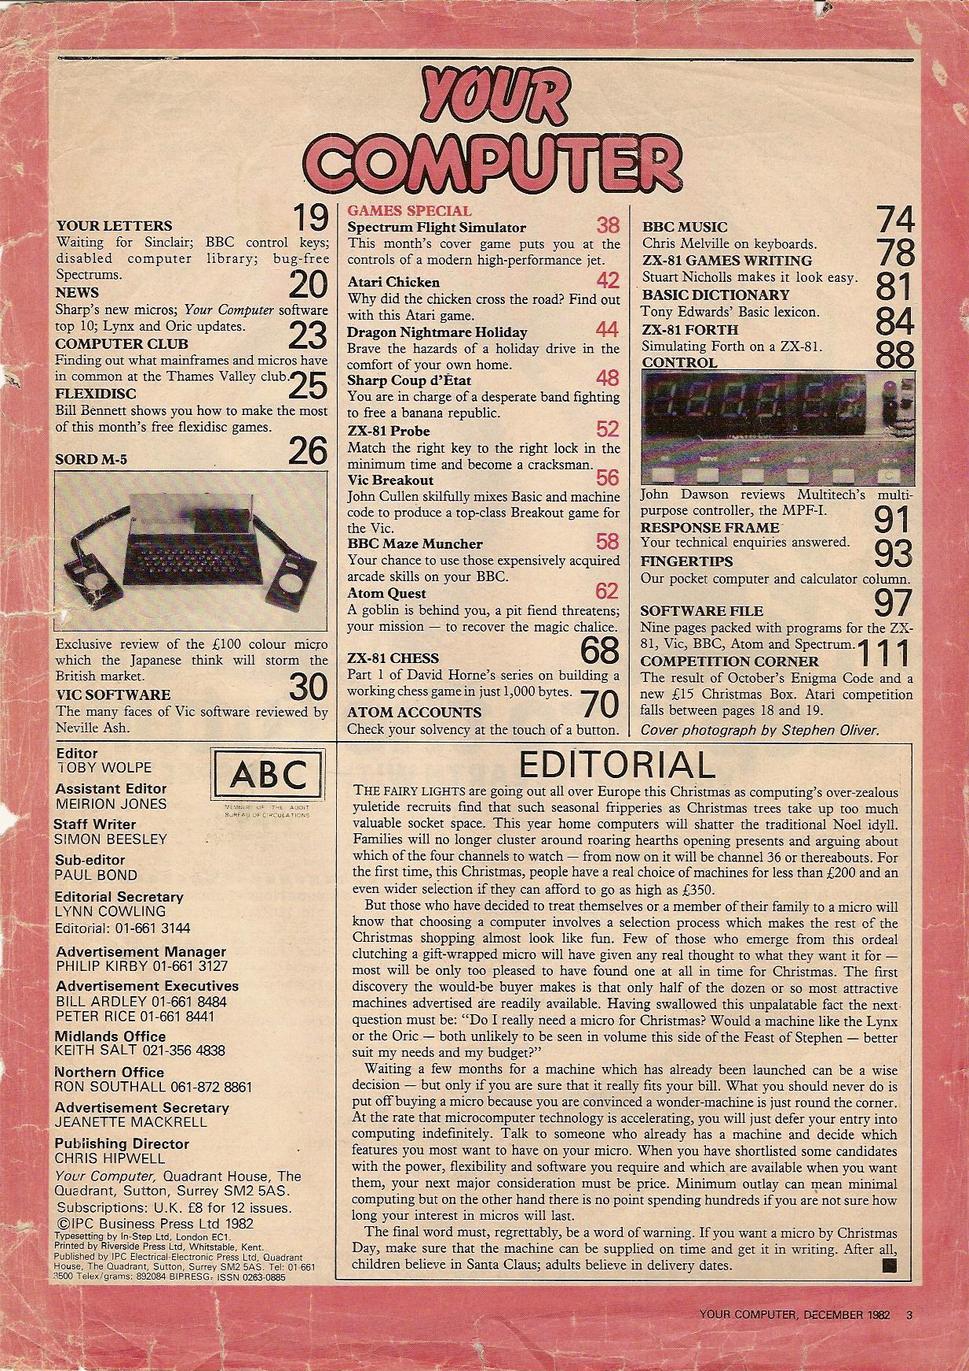 YOUR
COMPUTER
YOUR LETTERS 19
Waiting for Sinclair; BBC control keys;
disabled computer library; bug-free
Spectrums.
NEWS 20
Sharp's new micros; Your Computer software
top 10; Lynx and Oric updates.
COMPUTER CLUB 23
Finding out what mainframes and micros have
in common at the Thames Valley club.
FLEXIDISC 25
Bill Bennett shows you how to make the most
of this month's free flexidisc games.
SORD M-5 26
Exclusive review of the £100 colour micro
which the Japanese think will storm the
British market.
VIC SOFTWARE 30
The many faces of Vic software reviewed by
Neville Ash.
GAMES SPECIAL
Spectrum Flight Simulator 38
This month's cover game puts you at the
controls of a modern high-performance jet.
Atari Chicken 42
Why did the chicken cross the road? Find out
with this Atari game.
Dragon Nightmare Holiday 44
Brave the hazards of a holiday drive in the
comfort of your own home.
Sharp Coup d'État 48
You are in charge of a desperate band fighting
to free a banana republic.
ZX-81 Probe 52
Match the right key to the right lock in the
minimum time and become a cracksman.
Vic Breakout 56
John Cullen skilfully mixes Basic and machine
code to produce a top-class Breakout game for
the Vic.
BBC Maze Muncher 58
Your chance to use those expensively acquired
arcade skills on your BBC.
Atom Quest 62
A goblin is behind you, a pit fiend threatens;
your mission — to recover the magic chalice.
ZX-81 CHESS 68
Part 1 of David Horne's series on building a
working chess game in just 1,000 bytes.
ATOM ACCOUNTS 70
Check your solvency at the touch of a button.
BBC MUSIC 74
Chris Melville on keyboards.
ZX-81 GAMES WRITING 78
Stuart Nicholls makes it look easy.
BASIC DICTIONARY 81
Tony Edwards' Basic lexicon.
ZX-81 FORTH 84
Simulating Forth on a ZX-81.
CONTROL 88
John Dawson reviews Multitech's multi-
purpose controller, the MPF-I.
RESPONSE FRAME 91
Your technical enquiries answered.
FINGERTIPS 93
Our pocket computer and calculator column.
SOFTWARE FILE 97
Nine pages packed with programs for the ZX-
81, Vic, BBC, Atom and Spectrum.
COMPETITION CORNER 111
The result of October's Enigma Code and a
new £15 Christmas Box. Atari competition
falls between pages 18 and 19.
Cover photograph by Stephen Oliver.
Editor
TOBY WOLPE
Assistant Editor
MEIRION JONES
Staff Writer
SIMON BEESLEY
Sub-editor
PAUL BOND
Editorial Secretary
LYNN COWLING
Editorial: 01-661 3144
Advertisement Manager
PHILIP KIRBY 01-661 3127
Advertisement Executives
BILL ARDLEY 01-661 8484
PETER RICE 01-661 8441
Midlands Office
KEITH SALT 021-356 4838
Northern Office
RON SOUTHALL 061-872 8861
Advertisement Secretary
JEANETTE MACKRELL
Publishing Director
CHRIS HIPWELL
Your Computer, Quadrant House, The
Quadrant, Sutton, Surrey SM2 5AS.
Subscriptions: U.K. £8 for 12 issues.
©IPC Business Press Ltd 1982
Typesetting by In-Step Ltd, London EC1.
Printed by Riverside Press Ltd, Whitstable, Kent.
Published by IPC Electrical-Electronic Press Ltd, Quadrant
House, The Quadrant, Sutton, Surrey SM2 5AS. Tel: 01-661
3500 Telex/grams: 892084 BIPRESG. ISSN 0263-0885
ABC
MEMBER OF THE AUDIT
BUREAU OF CIRCULATIONS
EDITORIAL
THE FAIRY LIGHTS are going out all over Europe this Christmas as computing's over-zealous
yuletide recruits find that such seasonal fripperies as Christmas trees take up too much
valuable socket space. This year home computers will shatter the traditional Noel idyll.
Families will no longer cluster around roaring hearths opening presents and arguing about
which of the four channels to watch — from now on it will be channel 36 or thereabouts. For
the first time, this Christmas, people have a real choice of machines for less than £200 and an
even wider selection if they can afford to go as high as £350.
But those who have decided to treat themselves or a member of their family to a micro will
know that choosing a computer involves a selection process which makes the rest of the
Christmas shopping almost look like fun. Few of those who emerge from this ordeal
clutching a gift-wrapped micro will have given any real thought to what they want it for —
most will be only too pleased to have found one at all in time for Christmas. The first
discovery the would-be buyer makes is that only half of the dozen or so most attractive
machines advertised are readily available. Having swallowed this unpalatable fact the next
question must be: "Do I really need a micro for Christmas? Would a machine like the Lynx
or the Oric — both unlikely to be seen in volume this side of the Feast of Stephen — better
suit my needs and my budget?"
Waiting a few months for a machine which has already been launched can be a wise
decision — but only if you are sure that it really fits your bill. What you should never do is
put off buying a micro because you are convinced a wonder-machine is just round the corner.
At the rate that microcomputer technology is accelerating, you will just defer your entry into
computing indefinitely. Talk to someone who already has a machine and decide which
features you most want to have on your micro. When you have shortlisted some candidates
with the power, flexibility and software you require and which are available when you want
them, your next major consideration must be price. Minimum outlay can mean minimal
computing but on the other hand there is no point spending hundreds if you are not sure how
long your interest in micros will last.
The final word must, regrettably, be a word of warning. If you want a micro by Christmas
Day, make sure that the machine can be supplied on time and get it in writing. After all,
children believe in Santa Claus; adults believe in delivery dates.
YOUR COMPUTER, DECEMBER 1982 3